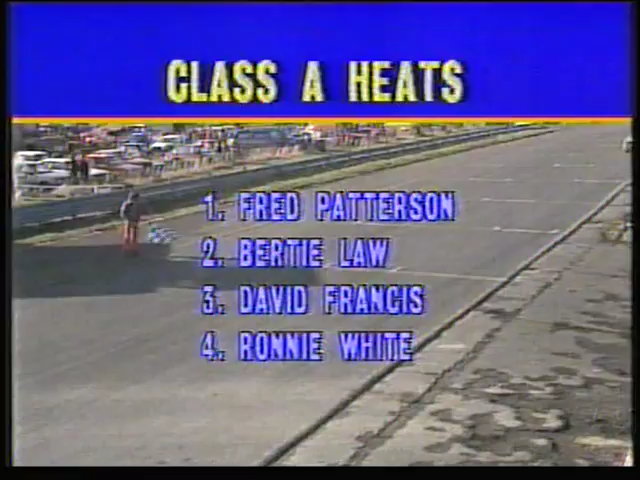 CLASS A HEATS
1. FRED PATTERSON
2. BERTIE LAW
3. DAVID FRANCIS
4. RONNIE WHITE